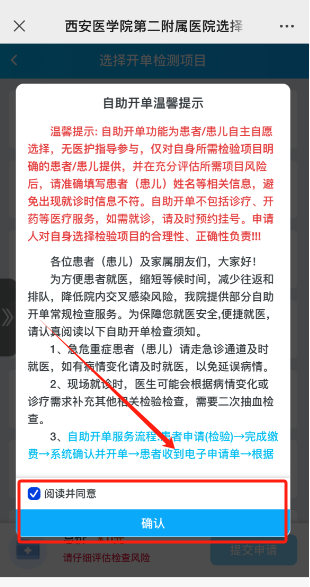 西安医学院第二附属医院选择
选择开单检测项目
自助开单温馨提示
温馨提示: 自助开单功能为患者/患儿自主自愿
选择，无医护指导参与，仅对自身所需检验项目明
确的患者/患儿提供，并在充分评估所需项目风险
后，请准确填写患者（患儿）姓名等相关信息，避
免出现就诊时信息不符。自助开单不包括诊疗、开
药等医疗服务，如需就诊，请及时预约挂号。申请
人对自身选择检验项目的合理性、正确性负责!!!
各位患者（患儿）及家属朋友们，大家好！
为方便患者就医，缩短等候时间，减少往返和
排队，降低院内交叉感染风险，我院提供部分自助
开单常规检查服务。为保障您就医安全,便捷就医，
请认真阅读以下自助开单检查须知。
1、急危重症患者（患儿）请走急诊通道及时
就医，如有病情变化请及时就医，以免延误病情。
2、现场就诊时，医生可能会根据病情变化或
诊疗需求补充其他相关检验检查，需要二次抽血检
查。
3、自助开单服务流程:患者申请(检验)→完成缴
费→系统确认并开单→患者收到电子申请单→根据
阅读并同意
确认
请仔细评估检查风险
提交申请